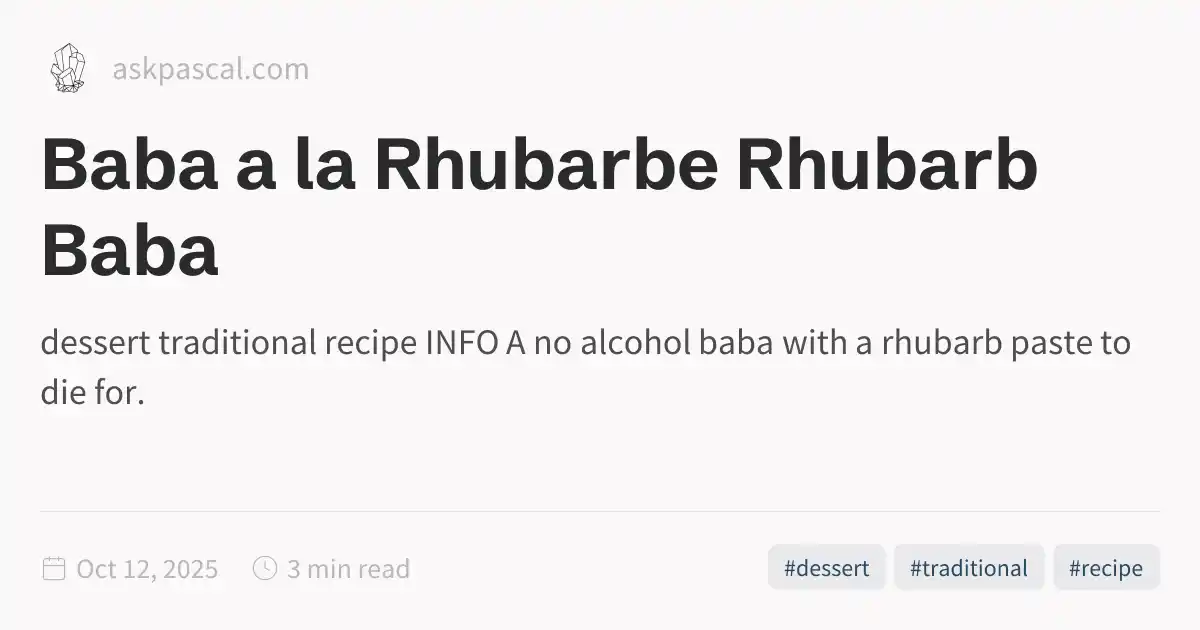 askpascal.com
Baba a la Rhubarbe Rhubarb
Baba
dessert traditional recipe INFO A no alcohol baba with a rhubarb paste to
die for.
Oct 12, 2025 3 min read #dessert #traditional #recipe